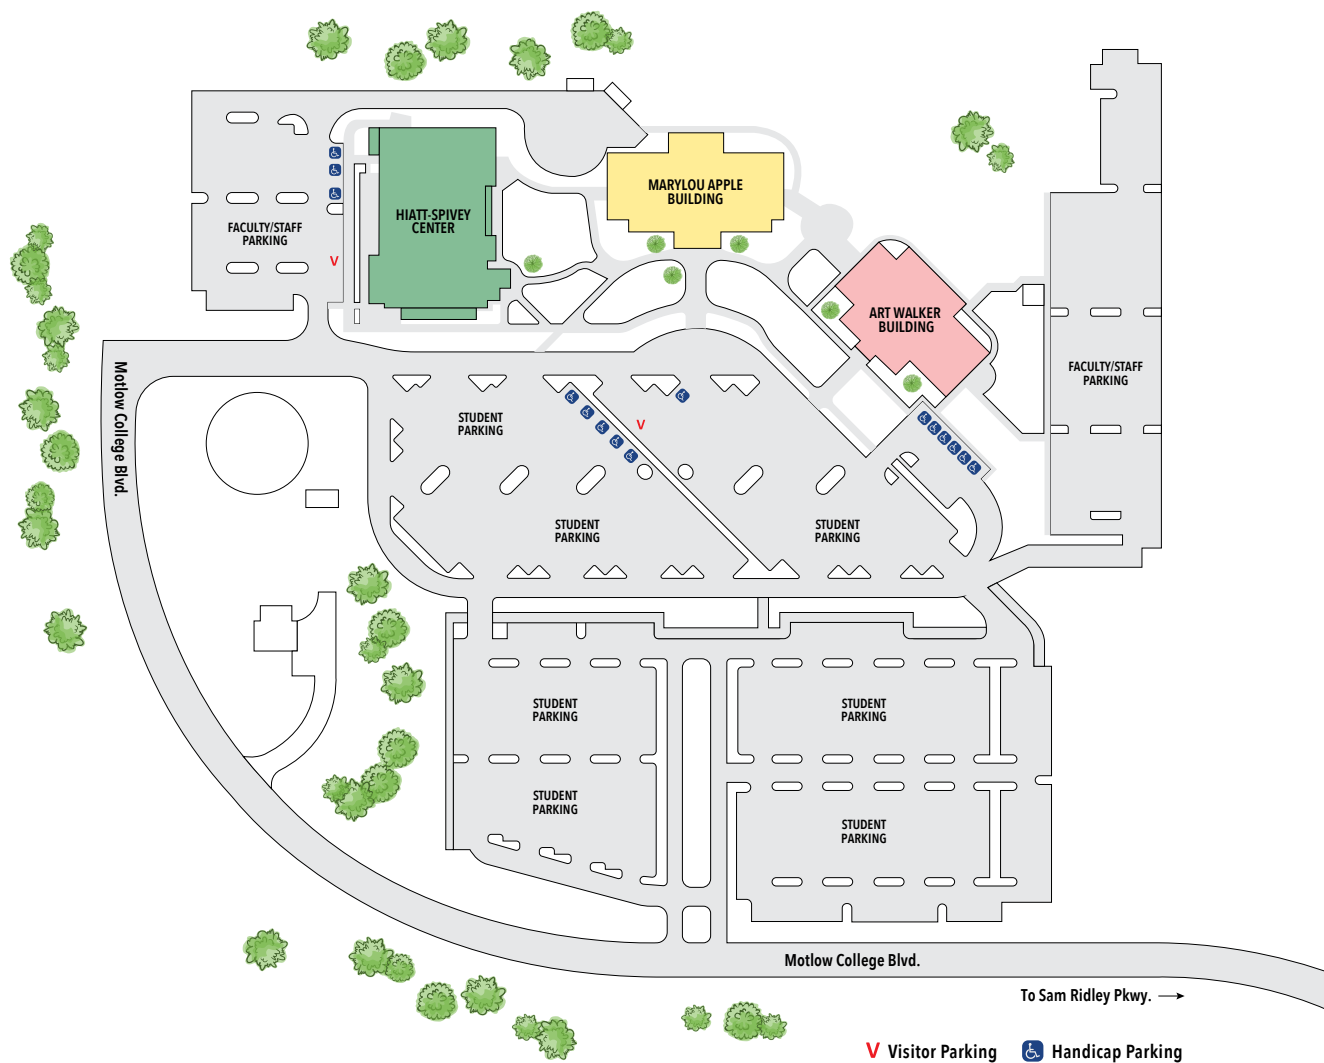 MARYLOU APPLE
BUILDING
HIATT-SPIVEY
CENTER
FACULTY/STAFF
PARKING
V
ART WALKER
BUILDING
FACULTY/STAFF
PARKING
Motlow College Blvd.
STUDENT
PARKING
V
STUDENT
PARKING
STUDENT
PARKING
STUDENT
PARKING
STUDENT
PARKING
STUDENT
PARKING
STUDENT
PARKING
Motlow College Blvd.
To Sam Ridley Pkwy.
V Visitor Parking
Handicap Parking